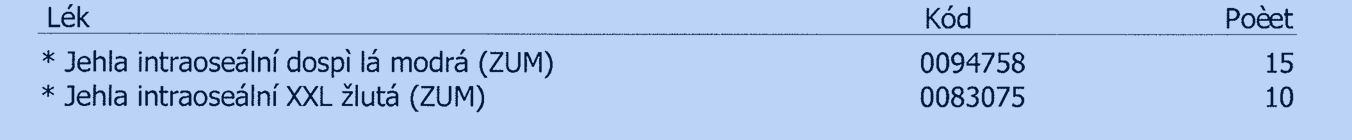 Lék Kód Poèet
* Jehla intraoseální dospì lá modrá (ZUM) 0094758 15
* Jehla intraoseální XXL žlutá (ZUM) 0083075 10